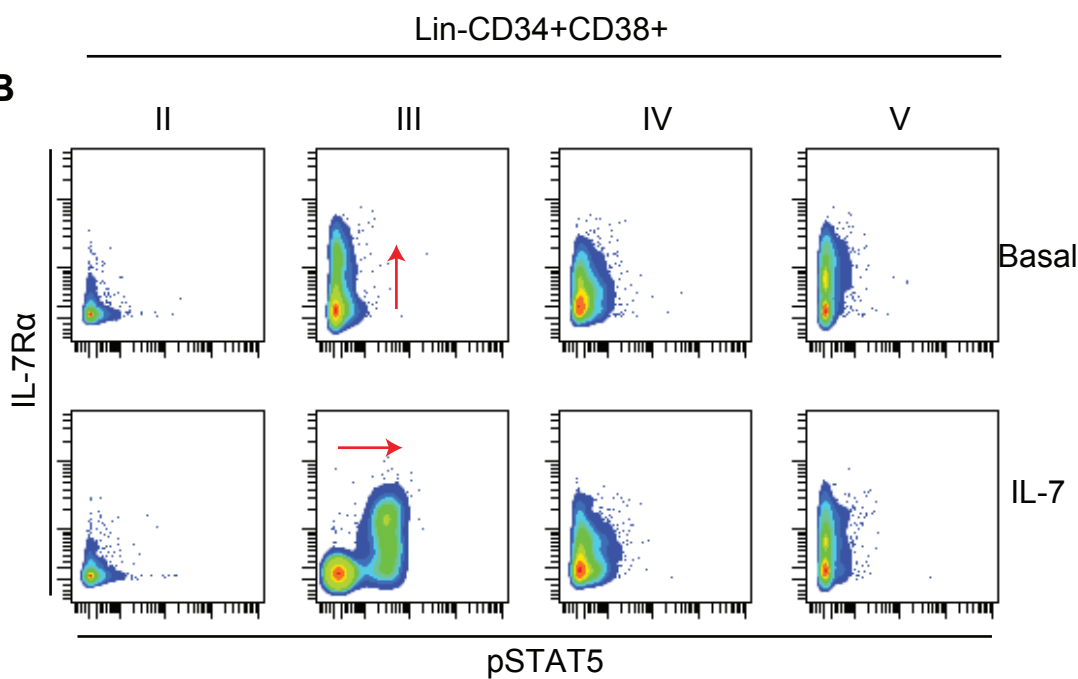 Lin-CD34+CD38+
B
II
III
IV
V
IL-7Rα
Basal
IL-7
pSTAT5